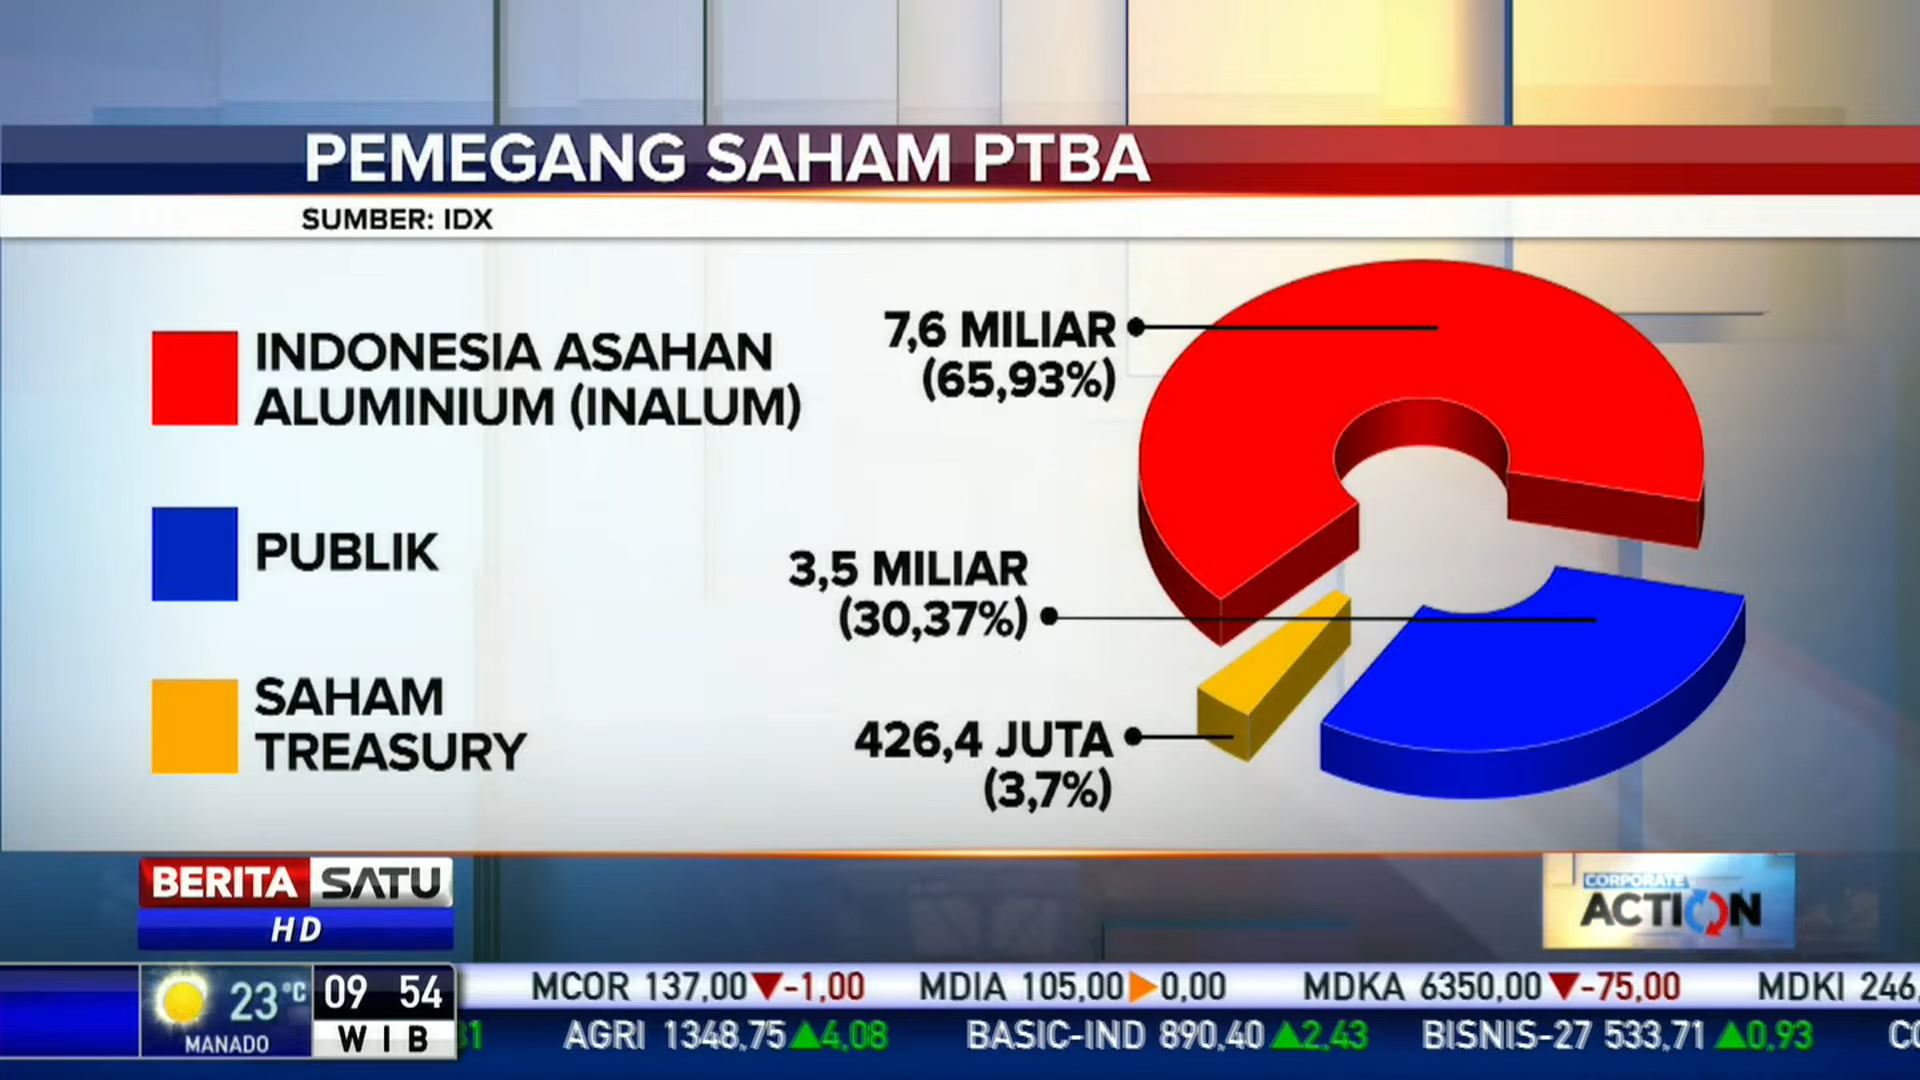 PEMEGANG SAHAM PTBA
SUMBER: IDX
INDONESIA ASAHAN
ALUMINIUM (INALUM)
PUBLIK
SAHAM
TREASURY
7,6 MILIAR
(65,93%)
3,5 MILIAR
(30,37%)
426,4 JUTA
(3,7%)
BERITA SATU
HD
CORPORATE
ACTION
23°C
MANADO
09 54
WIB
MCOR 137,00▼-1,00 MDIA 105,00▶0,00 MDKA 6350,00▼-75,00 MDKI 246,
AGRI 1348,75▲4,08 BASIC-IND 890,40▲2,43 BISNIS-27 533,71▲0,93